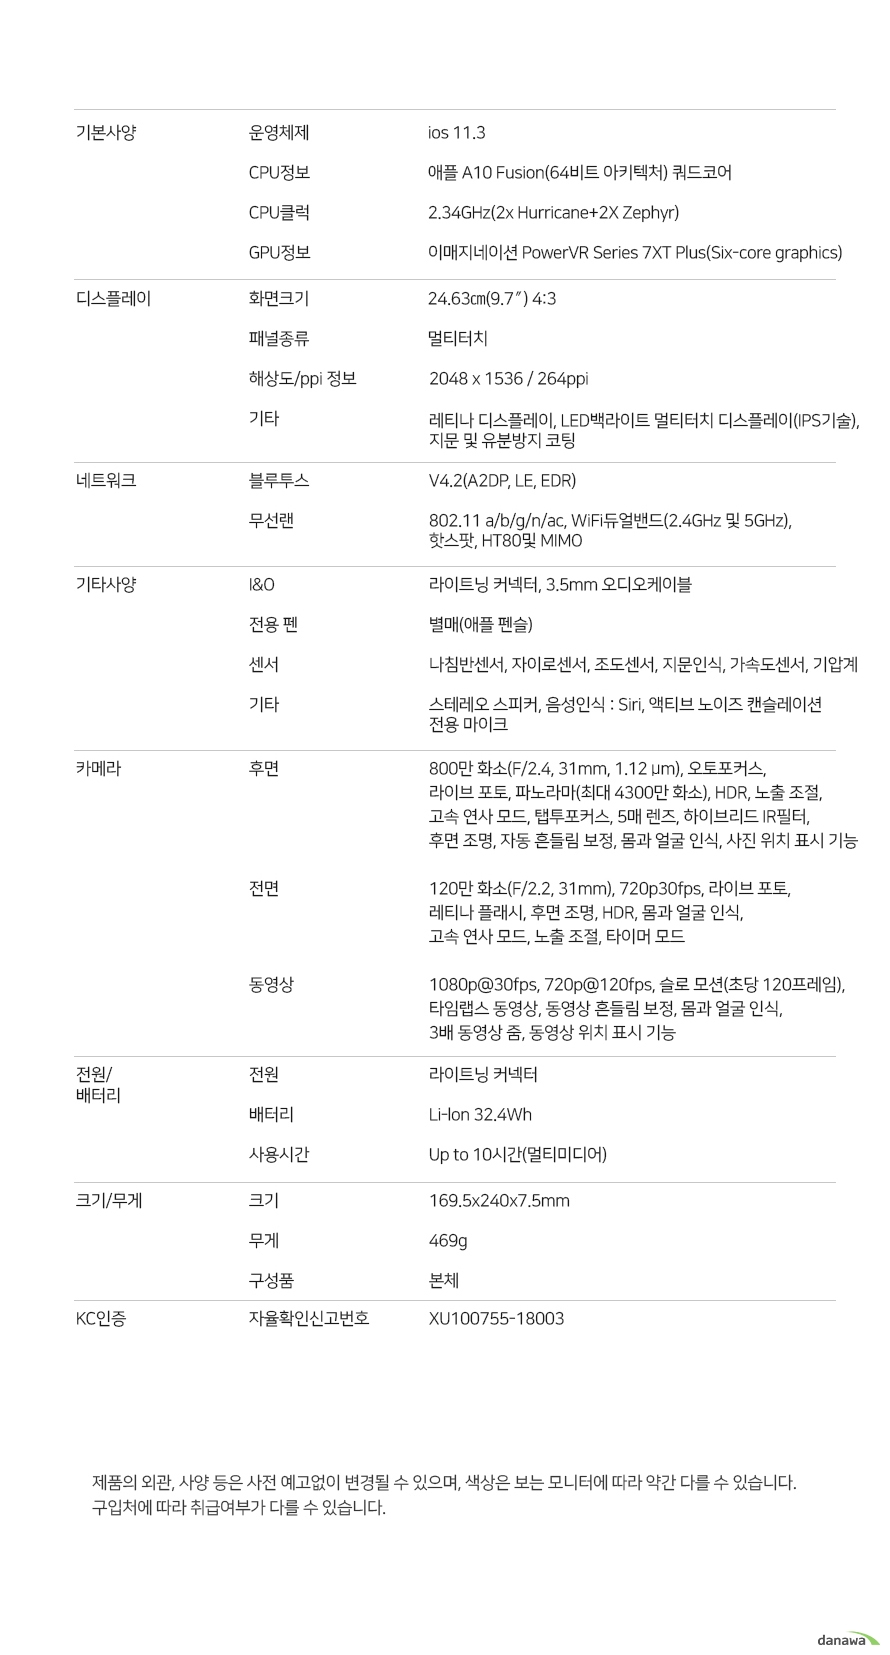 기본사양 운영체제 ios 11.3
CPU정보 애플 A10 Fusion(64비트 아키텍처) 쿼드코어
CPU클럭 2.34GHz(2x Hurricane+2X Zephyr)
GPU정보 이매지네이션 PowerVR Series 7XT Plus(Six-core graphics)
디스플레이 화면크기 24.63㎝(9.7″) 4:3
패널종류 멀티터치
해상도/ppi 정보 2048 x 1536 / 264ppi
기타 레티나 디스플레이, LED백라이트 멀티터치 디스플레이(IPS기술),
지문 및 유분방지 코팅
네트워크 블루투스 V4.2(A2DP, LE, EDR)
무선랜 802.11 a/b/g/n/ac, WiFi듀얼밴드(2.4GHz 및 5GHz),
핫스팟, HT80및 MIMO
기타사양 I&O 라이트닝 커넥터, 3.5mm 오디오케이블
전용 펜 별매(애플 펜슬)
센서 나침반센서, 자이로센서, 조도센서, 지문인식, 가속도센서, 기압계
기타 스테레오 스피커, 음성인식 : Siri, 액티브 노이즈 캔슬레이션
전용 마이크
카메라 후면 800만 화소(F/2.4, 31mm, 1.12 μm), 오토포커스,
라이브 포토, 파노라마(최대 4300만 화소), HDR, 노출 조절,
고속 연사 모드, 탭투포커스, 5매 렌즈, 하이브리드 IR필터,
후면 조명, 자동 흔들림 보정, 몸과 얼굴 인식, 사진 위치 표시 기능
전면 120만 화소(F/2.2, 31mm), 720p30fps, 라이브 포토,
레티나 플래시, 후면 조명, HDR, 몸과 얼굴 인식,
고속 연사 모드, 노출 조절, 타이머 모드
동영상 1080p@30fps, 720p@120fps, 슬로 모션(초당 120프레임),
타임랩스 동영상, 동영상 흔들림 보정, 몸과 얼굴 인식,
3배 동영상 줌, 동영상 위치 표시 기능
전원/ 전원 라이트닝 커넥터
배터리
배터리 Li-Ion 32.4Wh
사용시간 Up to 10시간(멀티미디어)
크기/무게 크기 169.5x240x7.5mm
무게 469g
구성품 본체
KC인증 자율확인신고번호 XU100755-18003
제품의 외관, 사양 등은 사전 예고없이 변경될 수 있으며, 색상은 보는 모니터에 따라 약간 다를 수 있습니다.
구입처에 따라 취급여부가 다를 수 있습니다.
danawa